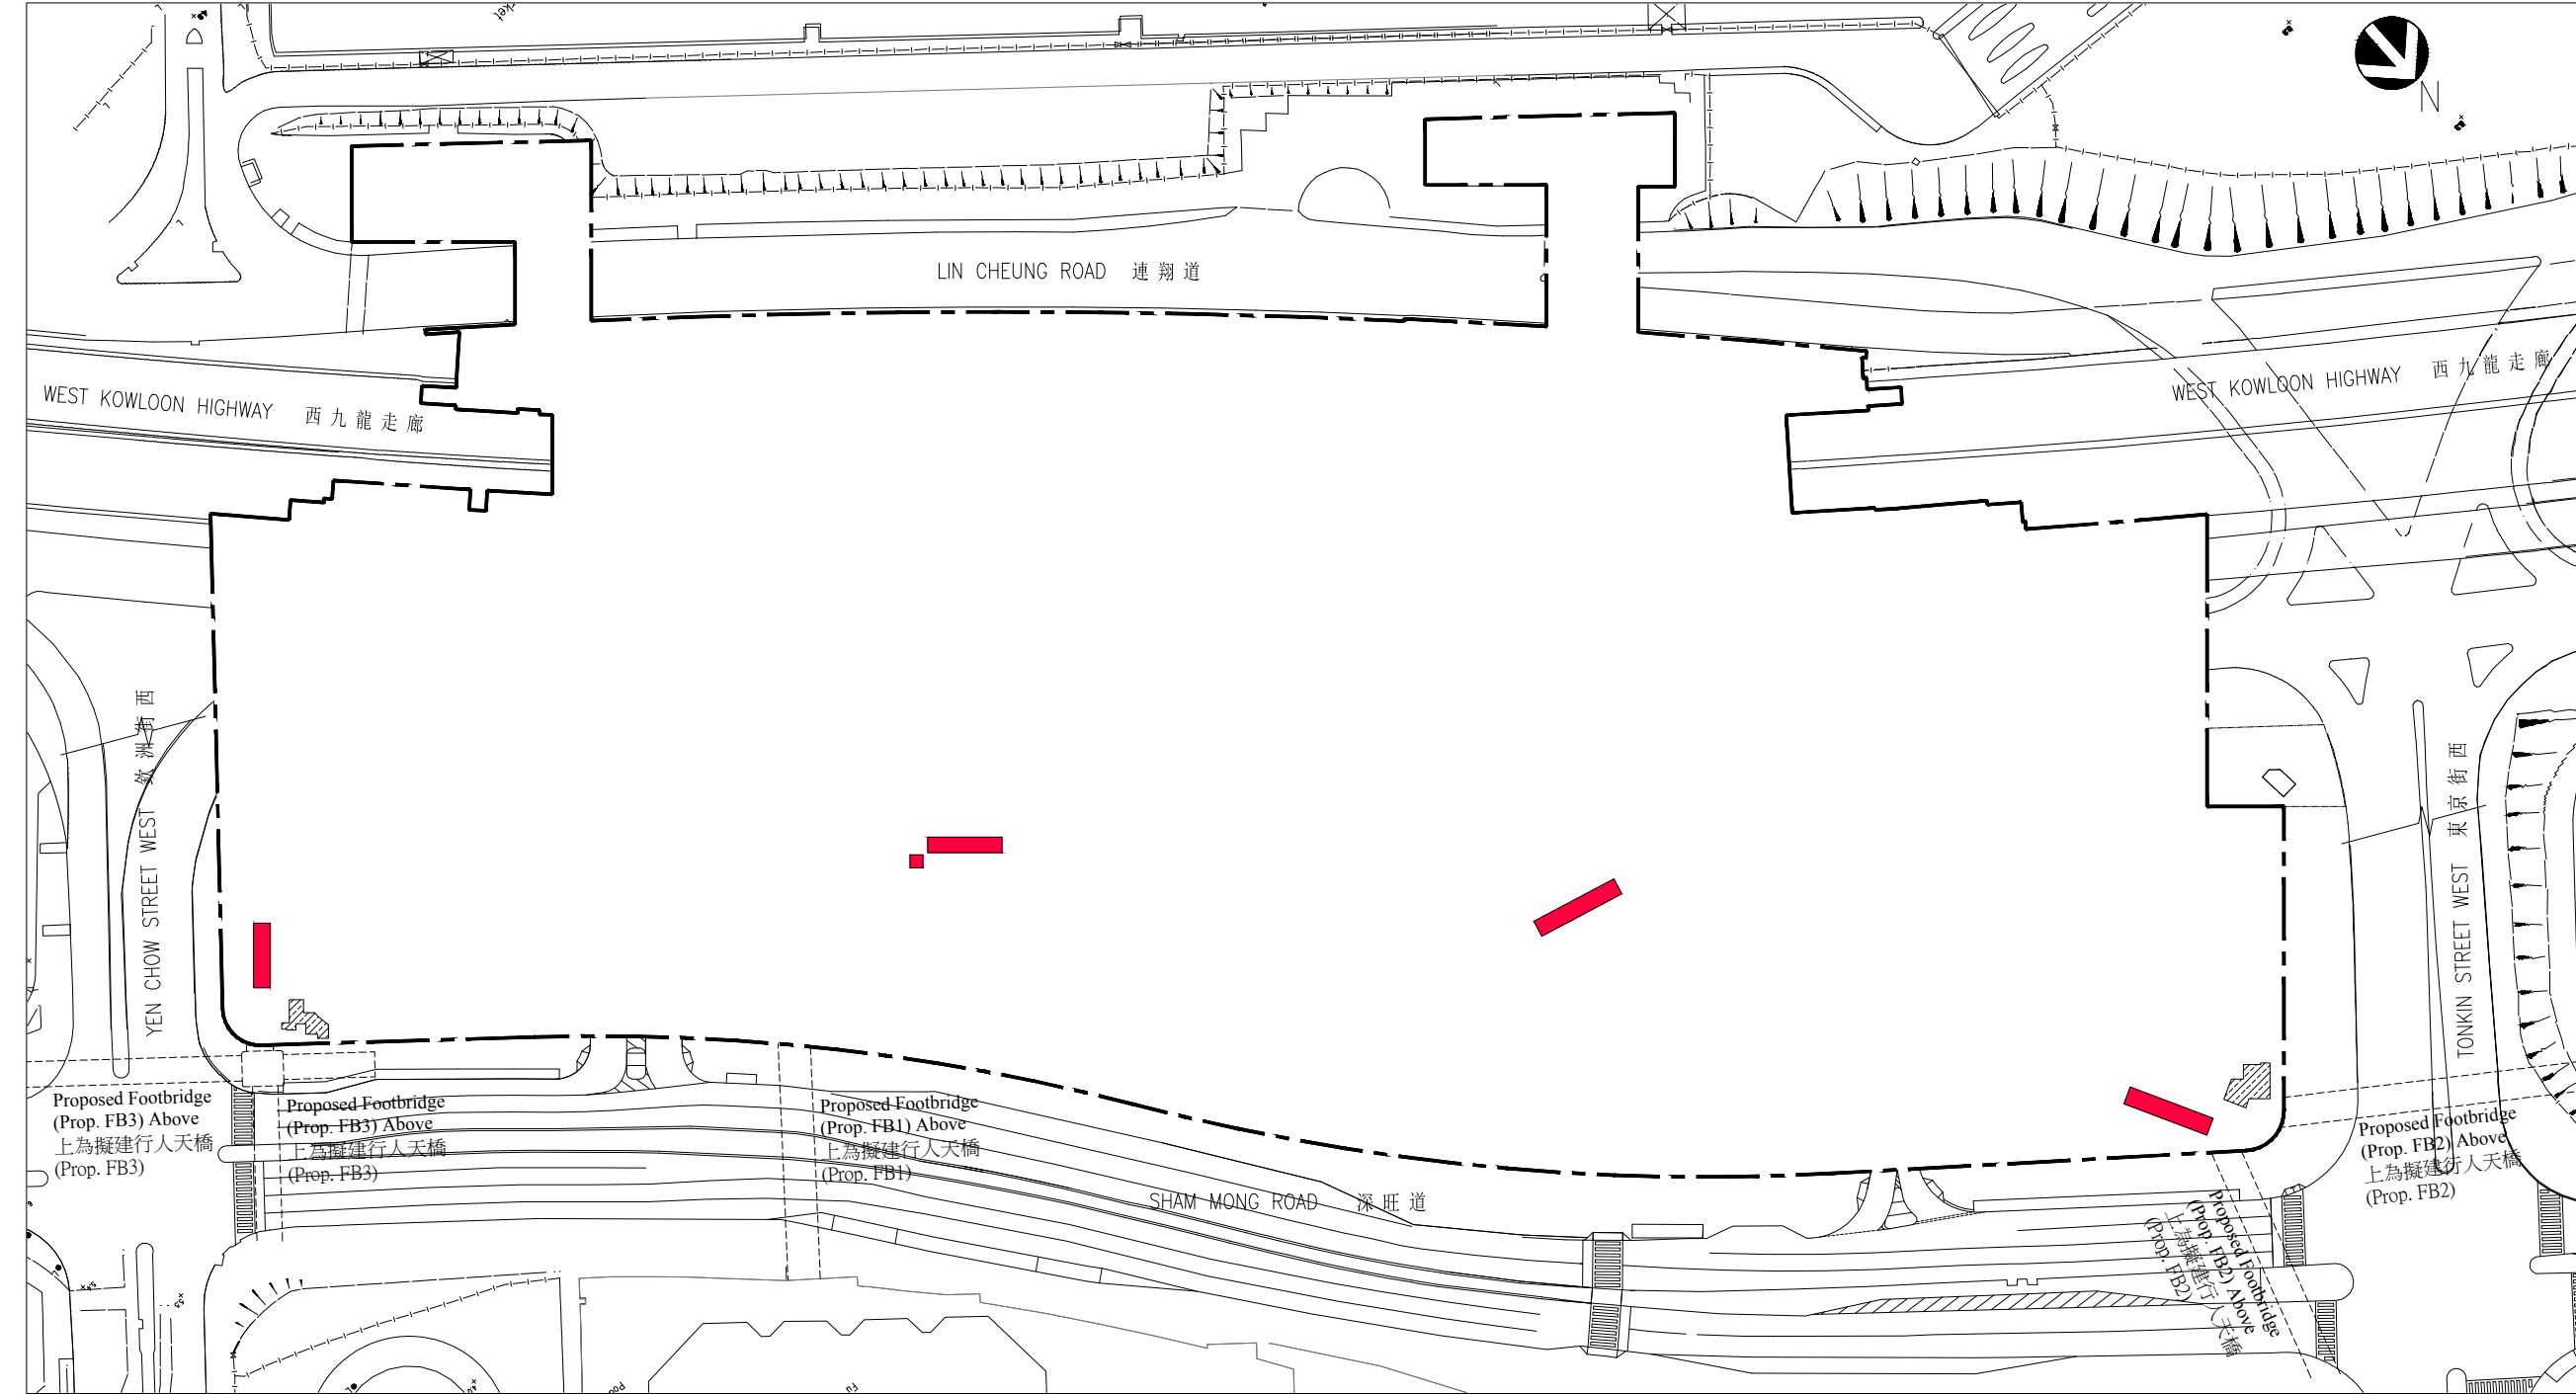 N
LIN CHEUNG ROAD 連翔道
WEST KOWLOON HIGHWAY 西九龍走廊
WEST KOWLOON HIGHWAY 西九龍走廊
YEN CHOW STREET WEST 欽洲街西
TONKIN STREET WEST 東京街西
Proposed Footbridge
(Prop. FB3) Above
上為擬建行人天橋
(Prop. FB3)
Proposed Footbridge
(Prop. FB3) Above
上為擬建行人天橋
(Prop. FB3)
Proposed Footbridge
(Prop. FB1) Above
上為擬建行人天橋
(Prop. FB1)
SHAM MONG ROAD 深旺道
Proposed Footbridge
(Prop. FB2) Above
上為擬建行人天橋
(Prop. FB2)
Proposed Footbridge
(Prop. FB2) Above
上為擬建行人天橋
(Prop. FB2)